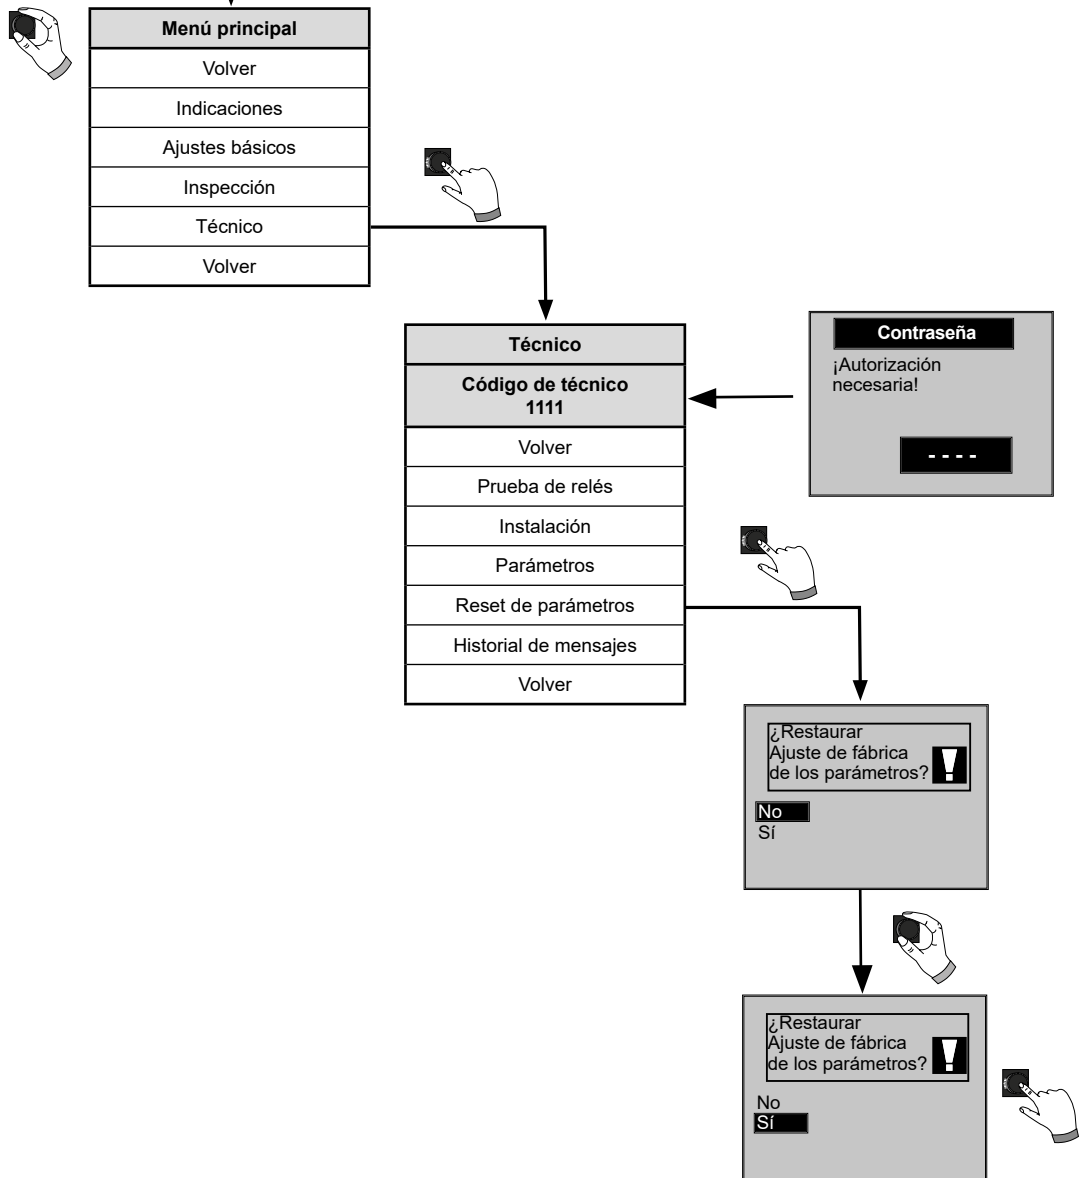 Menú principal
Volver
Indicaciones
Ajustes básicos
Inspección
Técnico
Volver
Técnico
Código de técnico
1111
Volver
Prueba de relés
Instalación
Parámetros
Reset de parámetros
Historial de mensajes
Volver
Contraseña
¡Autorización
necesaria!
- - - -
¿Restaurar
Ajuste de fábrica
de los parámetros?
No
Sí
¿Restaurar
Ajuste de fábrica
de los parámetros?
No
Sí